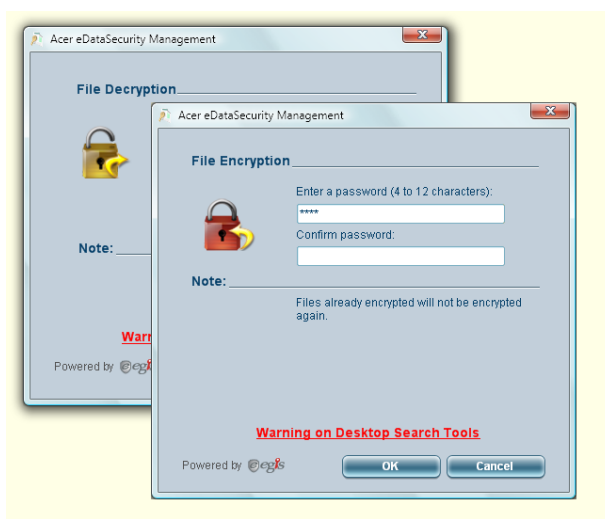 Acer eDataSecurity Management
File Decryption
Note:
Powered by egis
Acer eDataSecurity Management
File Encryption
Enter a password (4 to 12 characters):
****
Confirm password:
Note:
Files already encrypted will not be encrypted
again.
Warning on Desktop Search Tools
Powered by egis
OK
Cancel